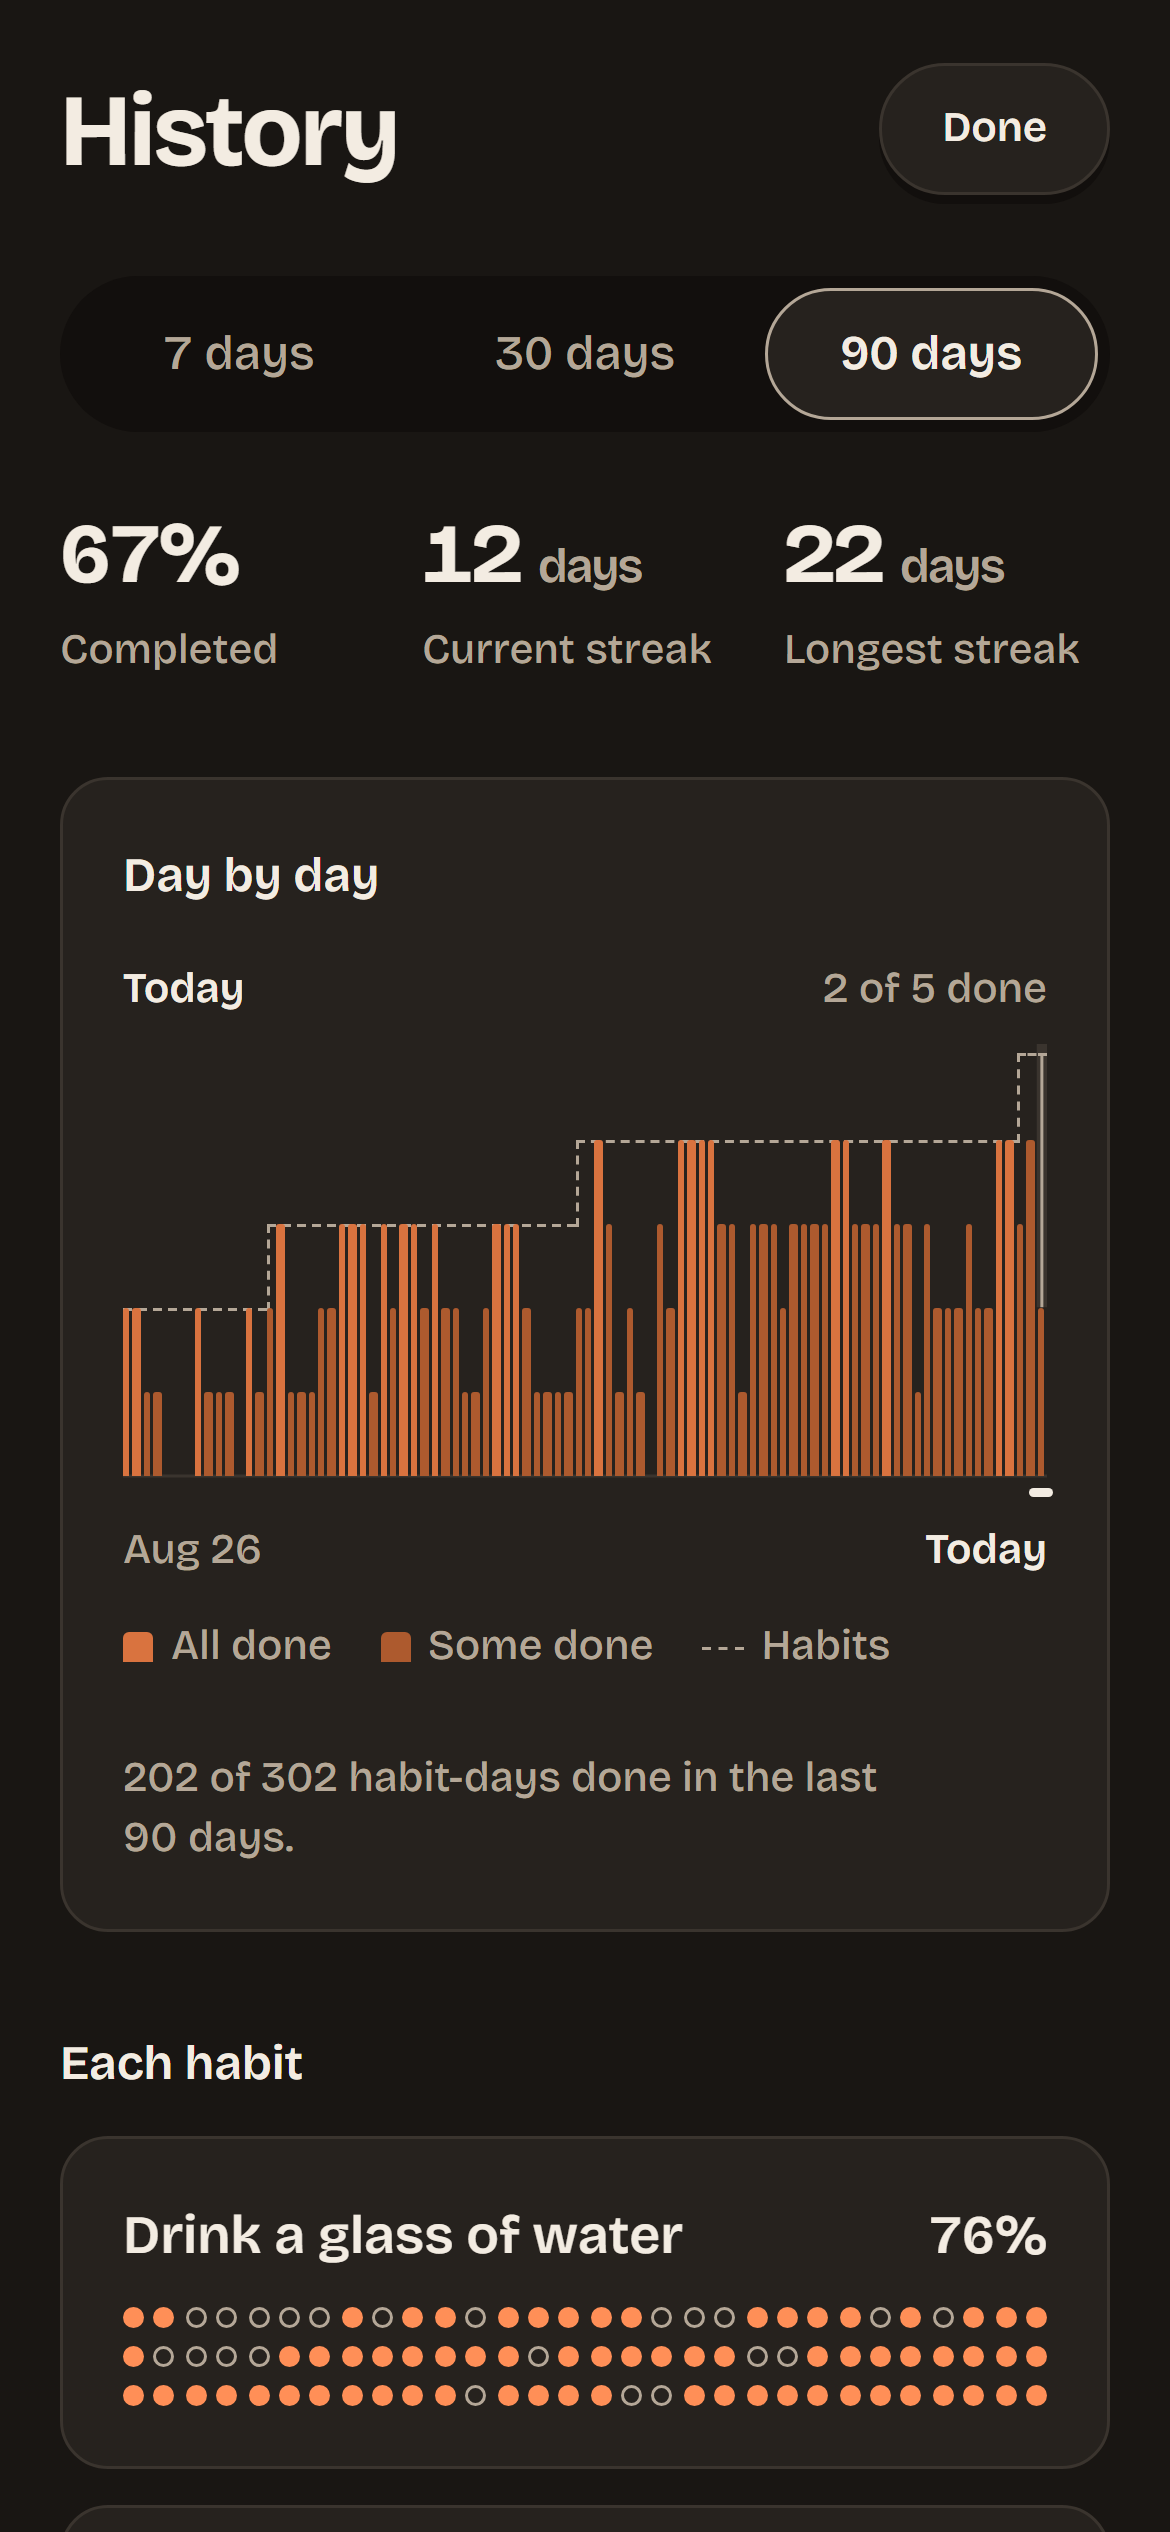 History
Done
7 days
30 days
90 days
67%
12 days
22 days
Completed
Current streak
Longest streak
Day by day
Today
2 of 5 done
Aug 26
Today
All done
Some done
Habits
202 of 302 habit-days done in the last
90 days.
Each habit
Drink a glass of water
76%